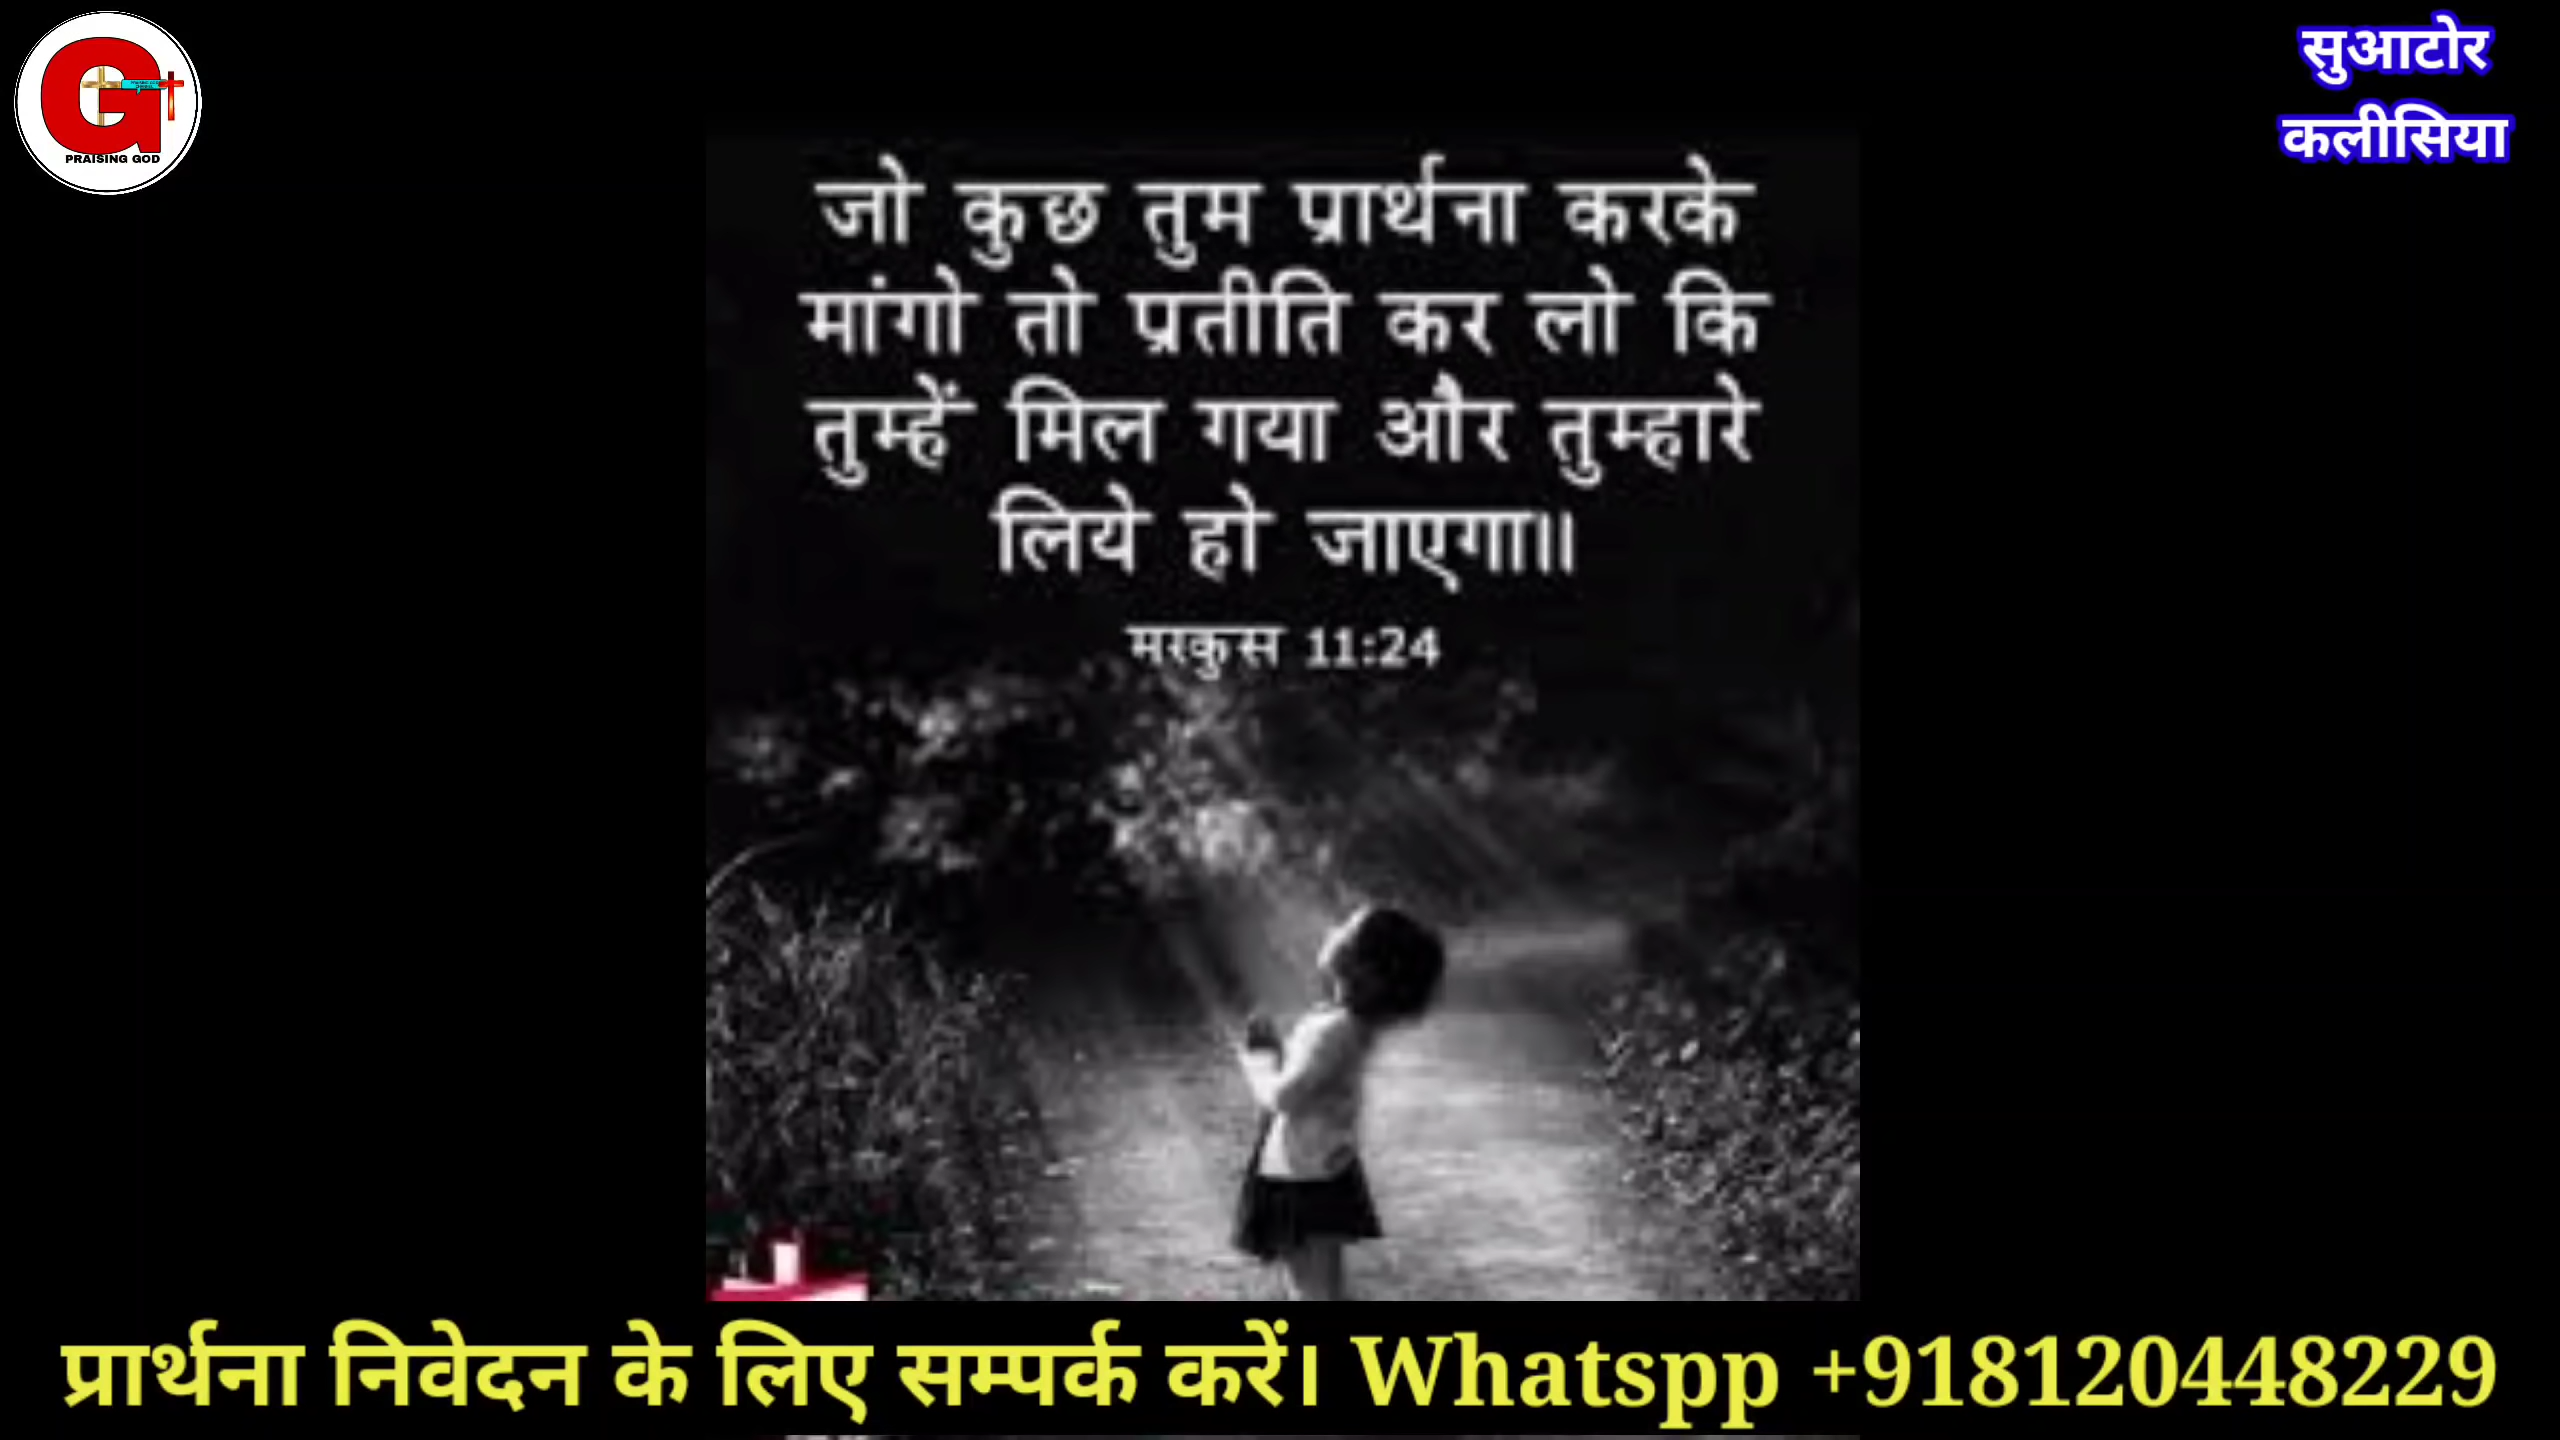 PRAISING GOD
सुआटोर
कलीसिया
जो कुछ तुम प्रार्थना करके
मांगो तो प्रतीति कर लो कि
तुम्हें मिल गया और तुम्हारे
लिये हो जाएगा॥
मरकुस 11:24
प्रार्थना निवेदन के लिए सम्पर्क करें। Whatspp +918120448229